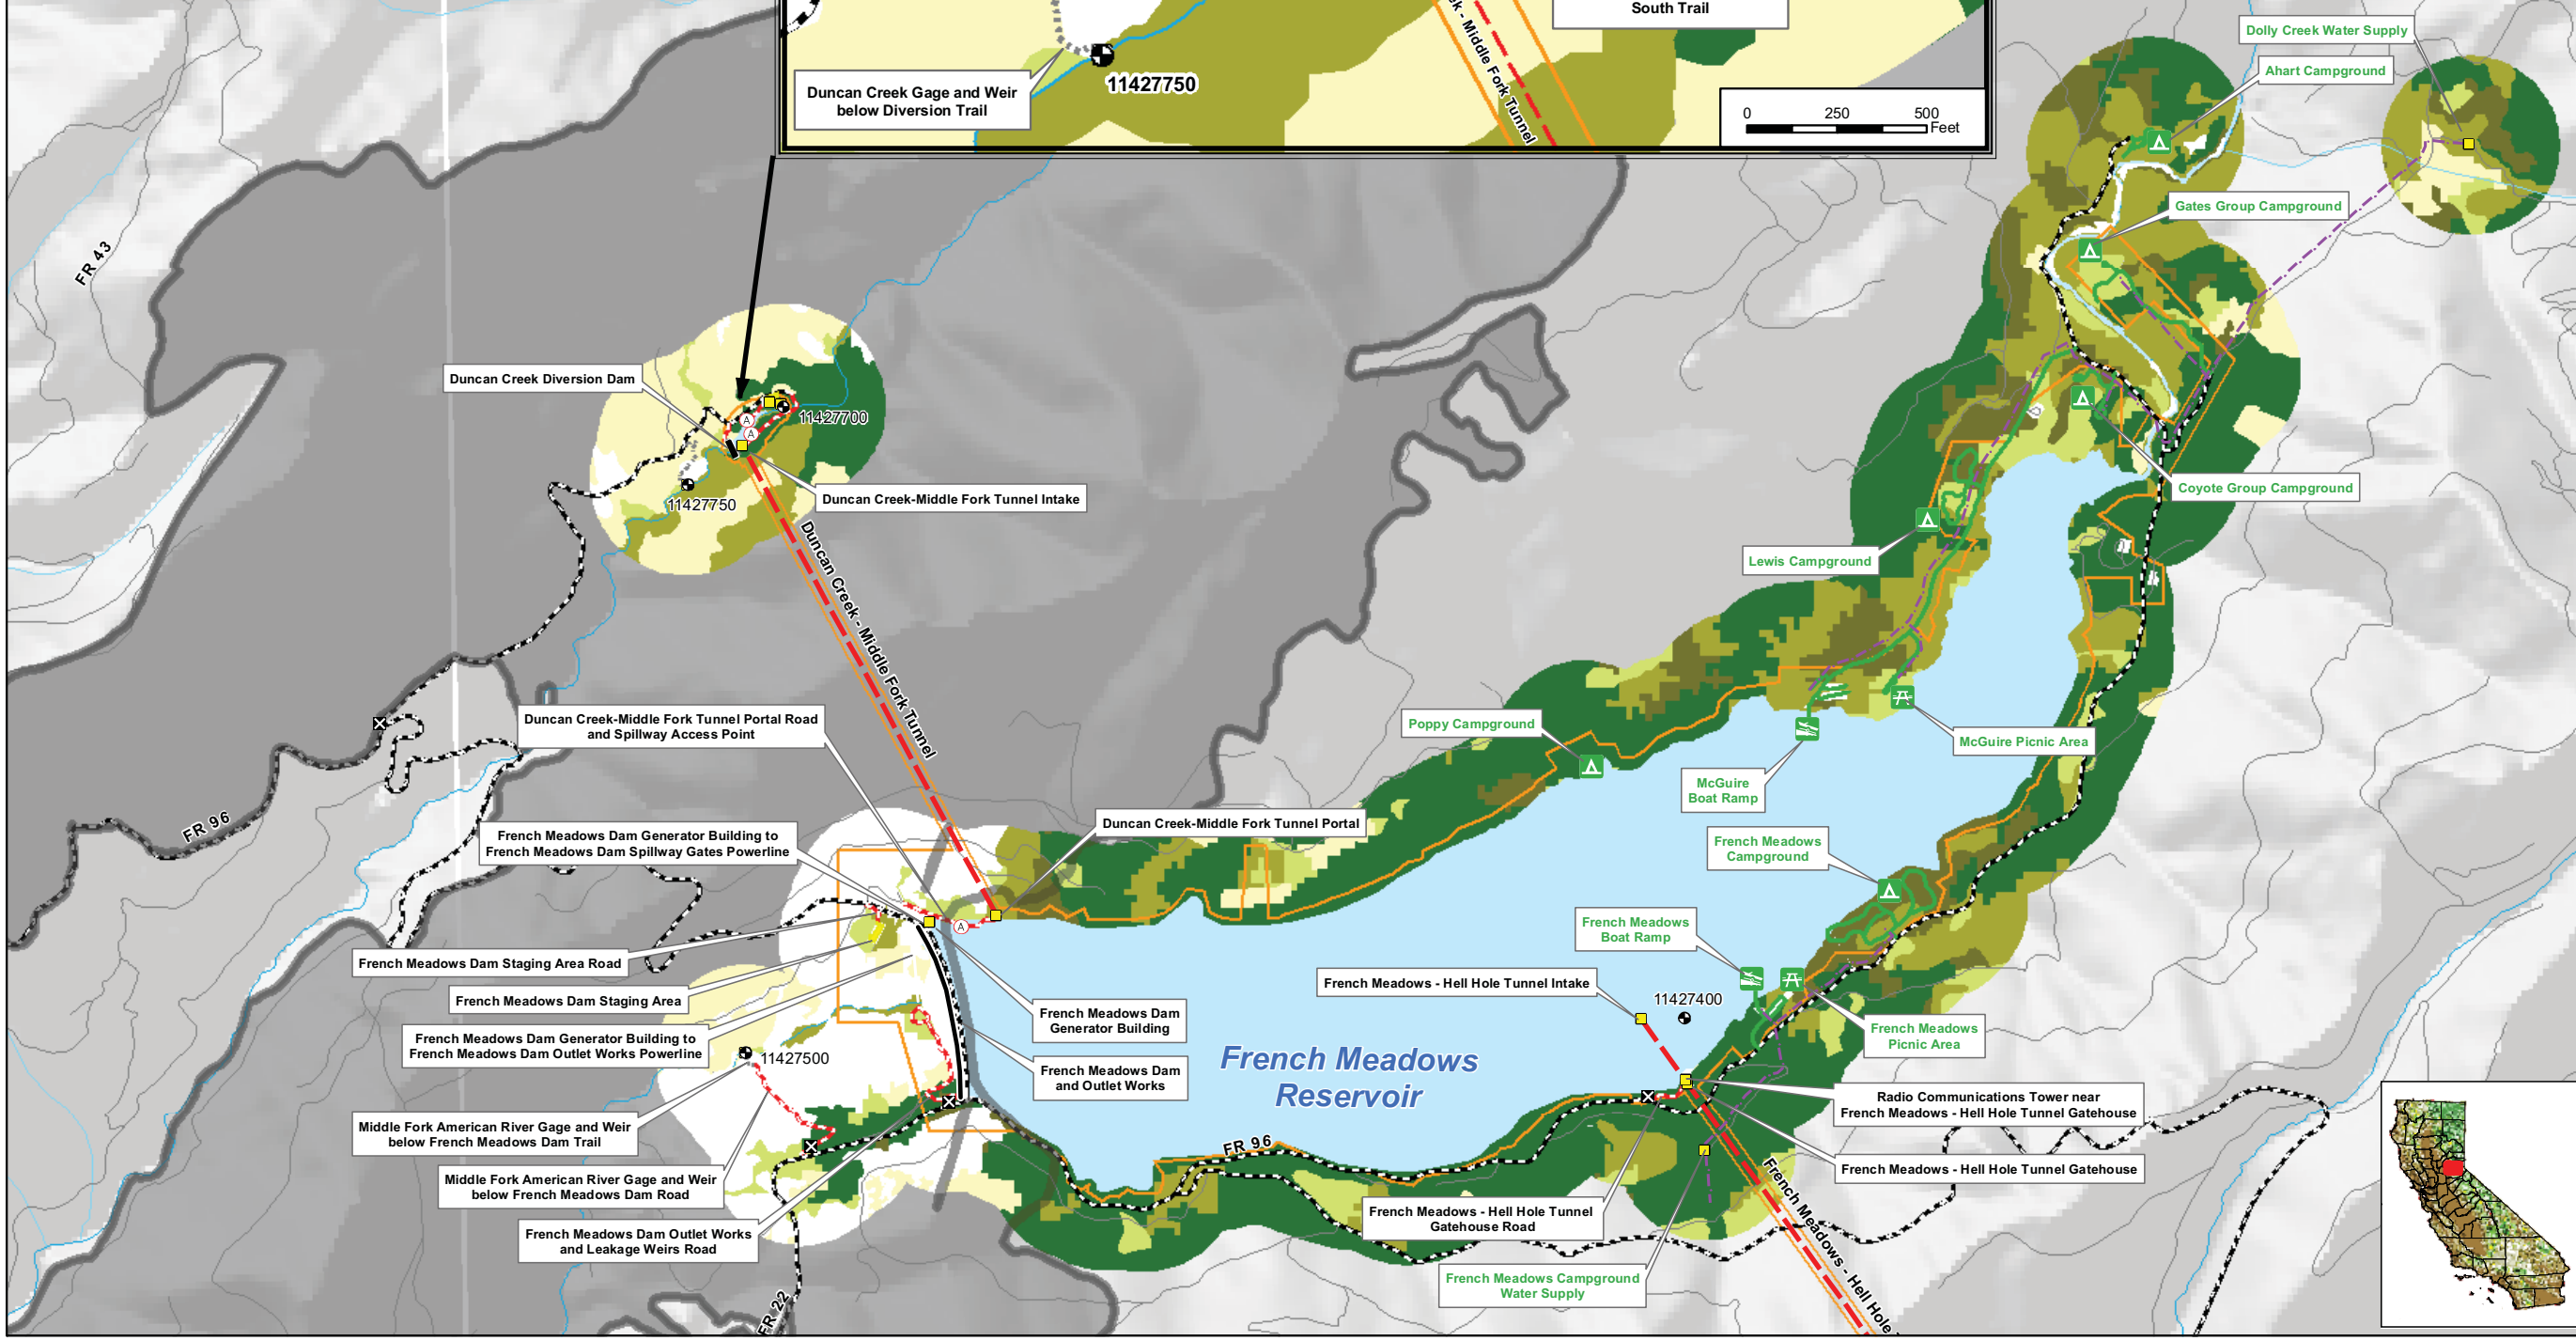 South Trail
Duncan Creek Gage and Weir
below Diversion Trail
11427750
ek - Middle Fork Tunnel
0 250 500
Feet
Dolly Creek Water Supply
Ahart Campground
Gates Group Campground
FR 43
Duncan Creek Diversion Dam
A
A
11427700
11427750
Duncan Creek-Middle Fork Tunnel Intake
Coyote Group Campground
Lewis Campground
Duncan Creek - Middle Fork Tunnel
Duncan Creek-Middle Fork Tunnel Portal Road
and Spillway Access Point
Poppy Campground
McGuire Picnic Area
McGuire
Boat Ramp
FR 96
French Meadows Dam Generator Building to
French Meadows Dam Spillway Gates Powerline
Duncan Creek-Middle Fork Tunnel Portal
French Meadows
Campground
A
French Meadows
Boat Ramp
French Meadows Dam Staging Area Road
French Meadows - Hell Hole Tunnel Intake
11427400
French Meadows Dam Staging Area
French Meadows Dam
Generator Building
French Meadows
Picnic Area
French Meadows Dam Generator Building to
French Meadows Dam Outlet Works Powerline
11427500
French Meadows
Reservoir
French Meadows Dam
and Outlet Works
Radio Communications Tower near
French Meadows - Hell Hole Tunnel Gatehouse
Middle Fork American River Gage and Weir
below French Meadows Dam Trail
FR 96
French Meadows - Hell Hole Tunnel Gatehouse
Middle Fork American River Gage and Weir
below French Meadows Dam Road
French Meadows - Hell Hole Tunnel
Gatehouse Road
French Meadows Dam Outlet Works
and Leakage Weirs Road
French Meadows - Hell Hole
French Meadows Campground
Water Supply
FR 22